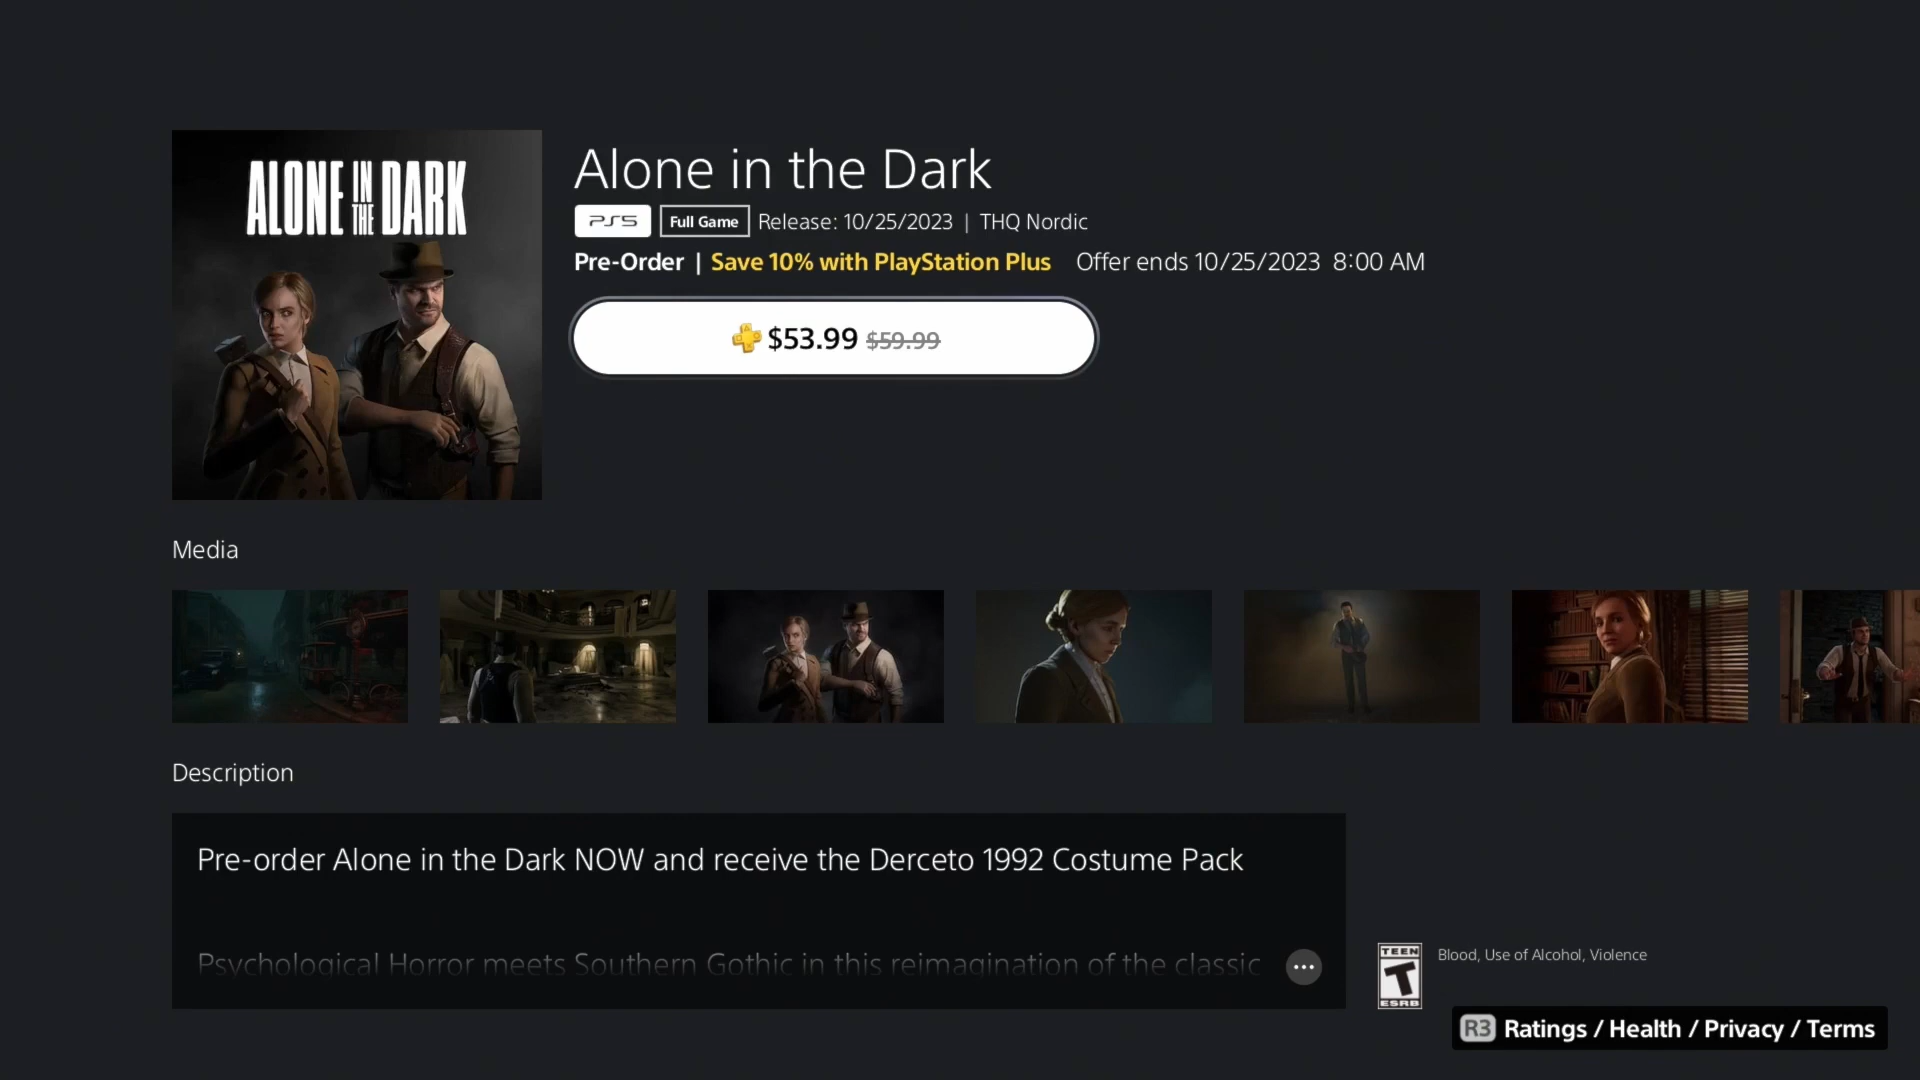 ALONE IN THE DARK
Alone in the Dark
PS5 Full Game Release: 10/25/2023 | THQ Nordic
Pre-Order | Save 10% with PlayStation Plus Offer ends 10/25/2023 8:00 AM
$53.99 $59.99
Media
Description
Pre-order Alone in the Dark NOW and receive the Derceto 1992 Costume Pack
Psychological Horror meets Southern Gothic in this reimagination of the classic
TEEN
T
ESRB
Blood, Use of Alcohol, Violence
R3 Ratings / Health / Privacy / Terms